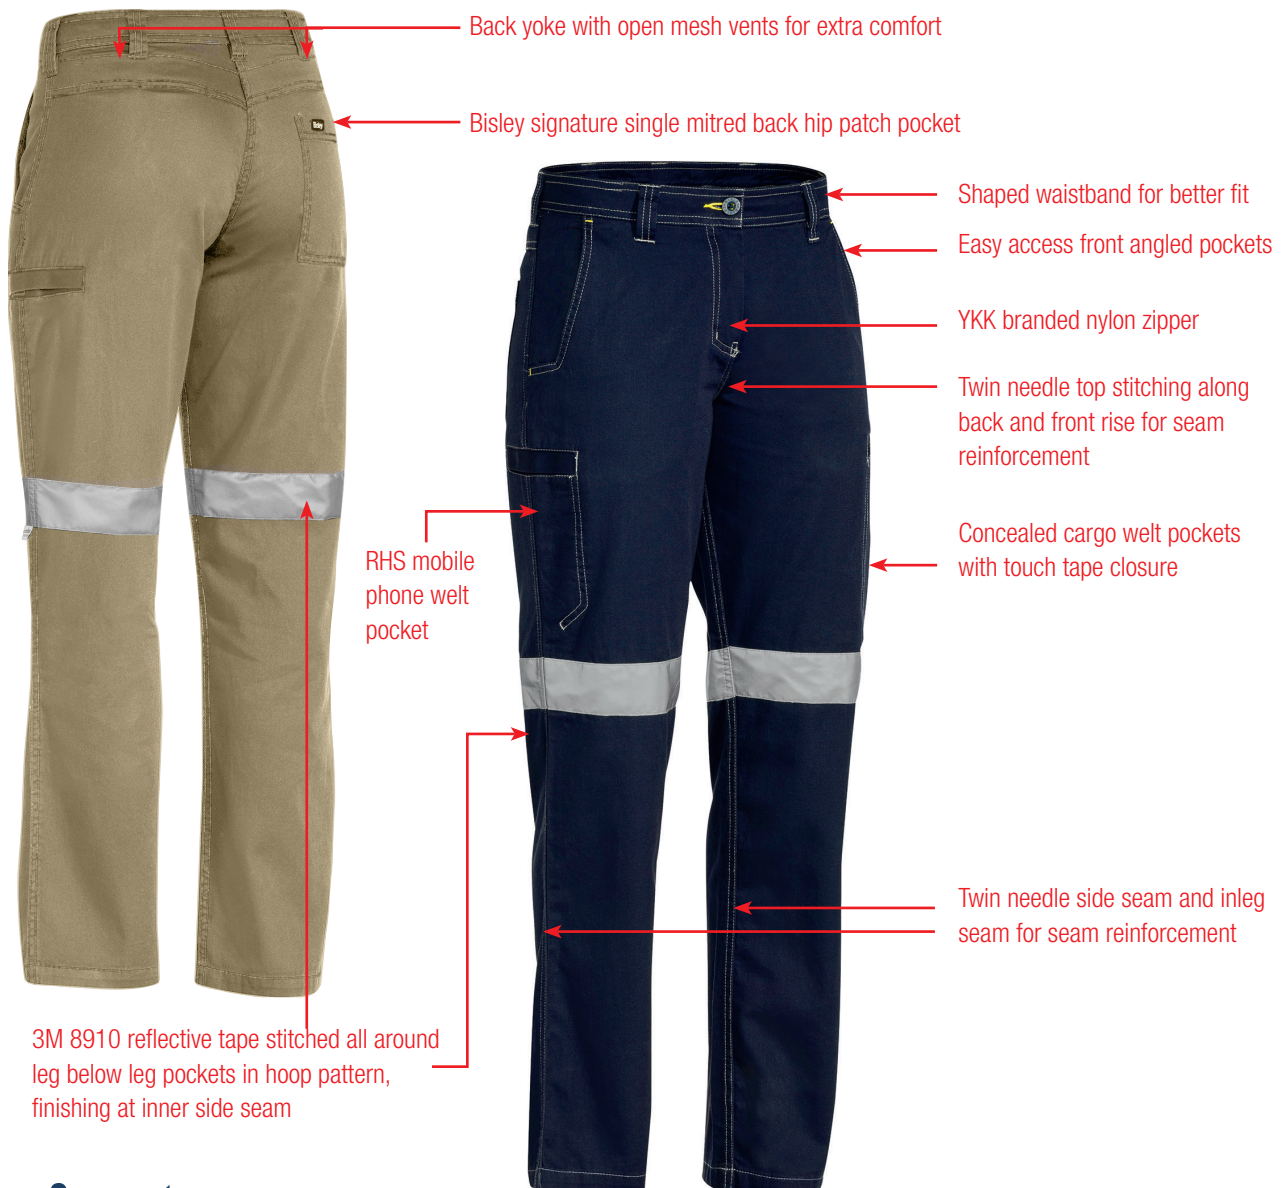 Back yoke with open mesh vents for extra comfort
Bisley signature single mitred back hip patch pocket
Bisley
Shaped waistband for better fit
Easy access front angled pockets
YKK branded nylon zipper
Twin needle top stitching along
back and front rise for seam
reinforcement
Concealed cargo welt pockets
with touch tape closure
RHS mobile
phone welt
pocket
Twin needle side seam and inleg
seam for seam reinforcement
3M 8910 reflective tape stitched all around
leg below leg pockets in hoop pattern,
finishing at inner side seam